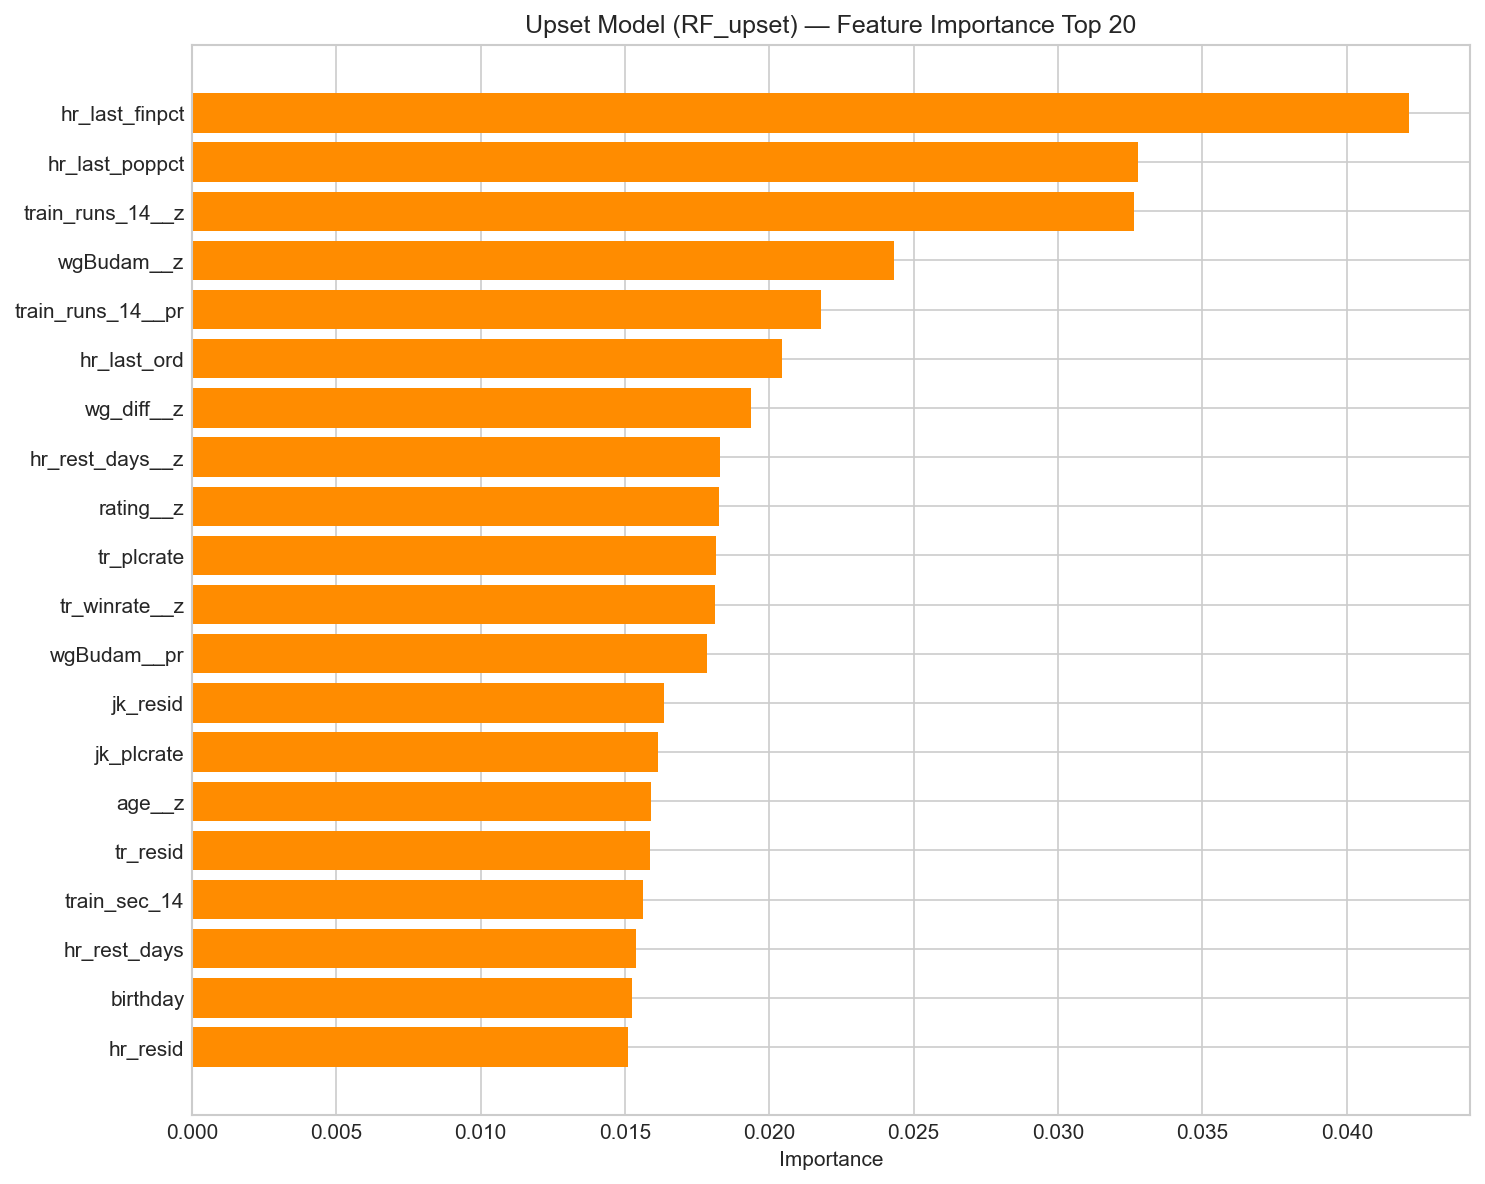 Upset Model (RF_upset) — Feature Importance Top 20
hr_last_finpct
hr_last_poppct
train_runs_14__z
wgBudam__z
train_runs_14__pr
hr_last_ord
wg_diff__z
hr_rest_days__z
rating__z
tr_plcrate
tr_winrate__z
wgBudam__pr
jk_resid
jk_plcrate
age__z
tr_resid
train_sec_14
hr_rest_days
birthday
hr_resid
0.000 0.005 0.010 0.015 0.020 0.025 0.030 0.035 0.040
Importance